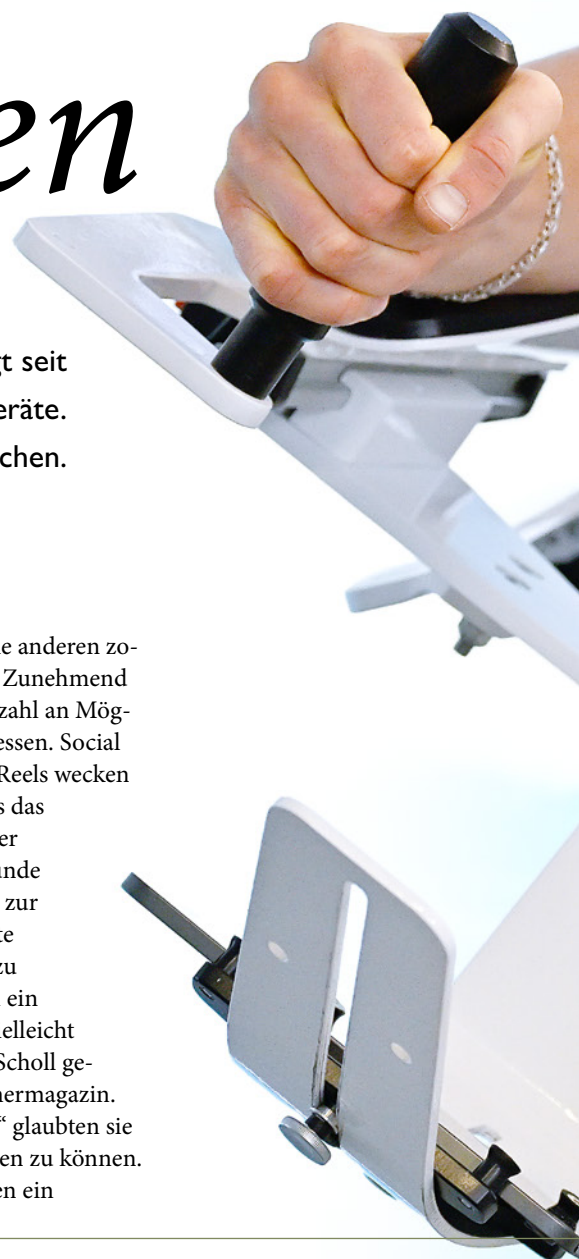 en
t seit
eräte.
chen.
e anderen zo-
Zunehmend
zahl an Mög-
essen. Social
Reels wecken
s das
er
unde
zur
te
zu
ein
elleicht
Scholl ge-
ermagazin.
“ glaubten sie
en zu können.
en ein